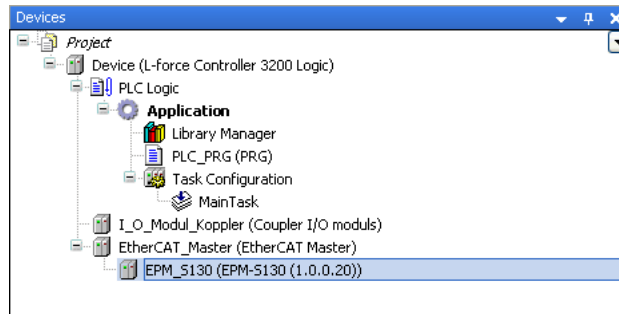 Devices
Project
Device (L-force Controller 3200 Logic)
PLC Logic
Application
Library Manager
PLC_PRG (PRG)
Task Configuration
MainTask
I_O_Modul_Koppler (Coupler I/O moduls)
EtherCAT_Master (EtherCAT Master)
EPM_S130 (EPM-S130 (1.0.0.20))